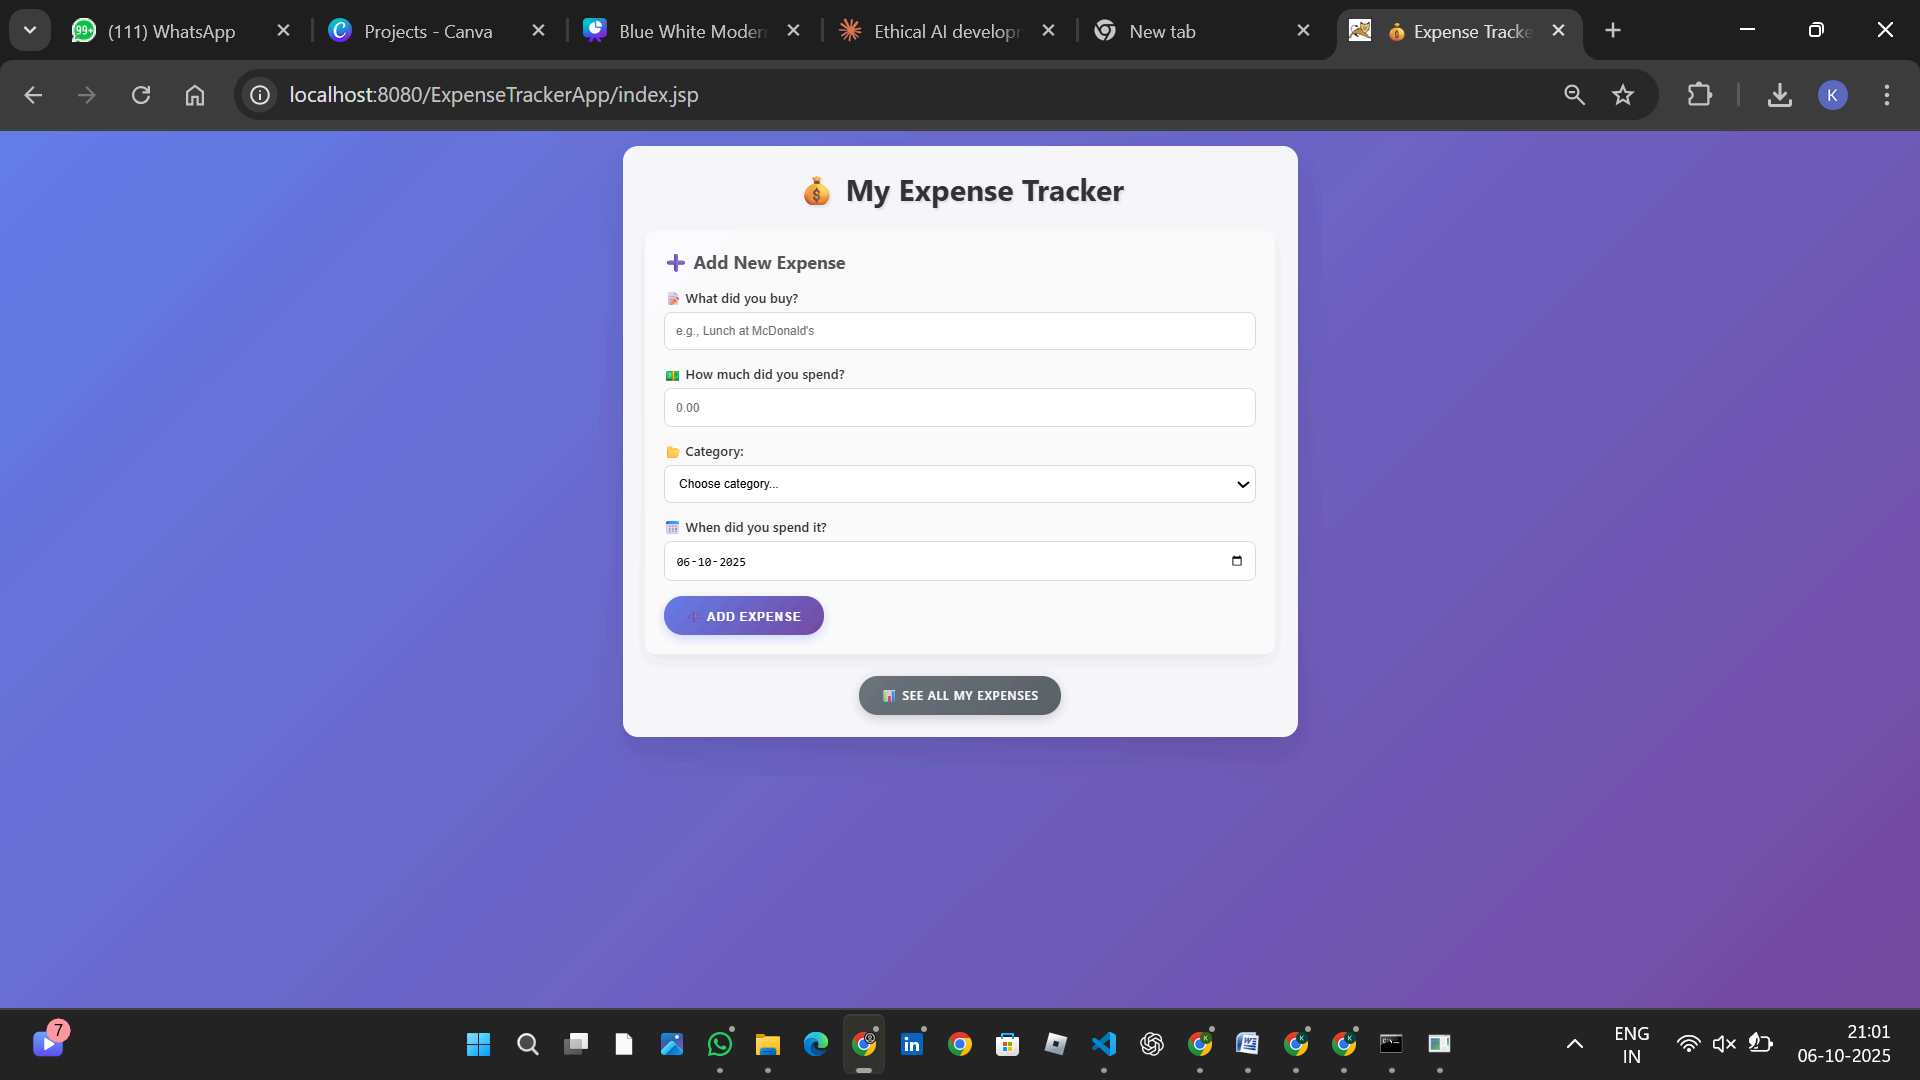 (111) WhatsApp
Projects - Canva
Blue White Modern
Ethical AI developm
New tab
Expense Tracke
99+
localhost:8080/ExpenseTrackerApp/index.jsp
K
My Expense Tracker
Add New Expense
What did you buy?
e.g., Lunch at McDonald's
How much did you spend?
0.00
Category:
Choose category...
When did you spend it?
06-10-2025
ADD EXPENSE
SEE ALL MY EXPENSES
7
ENG
IN
21:01
06-10-2025